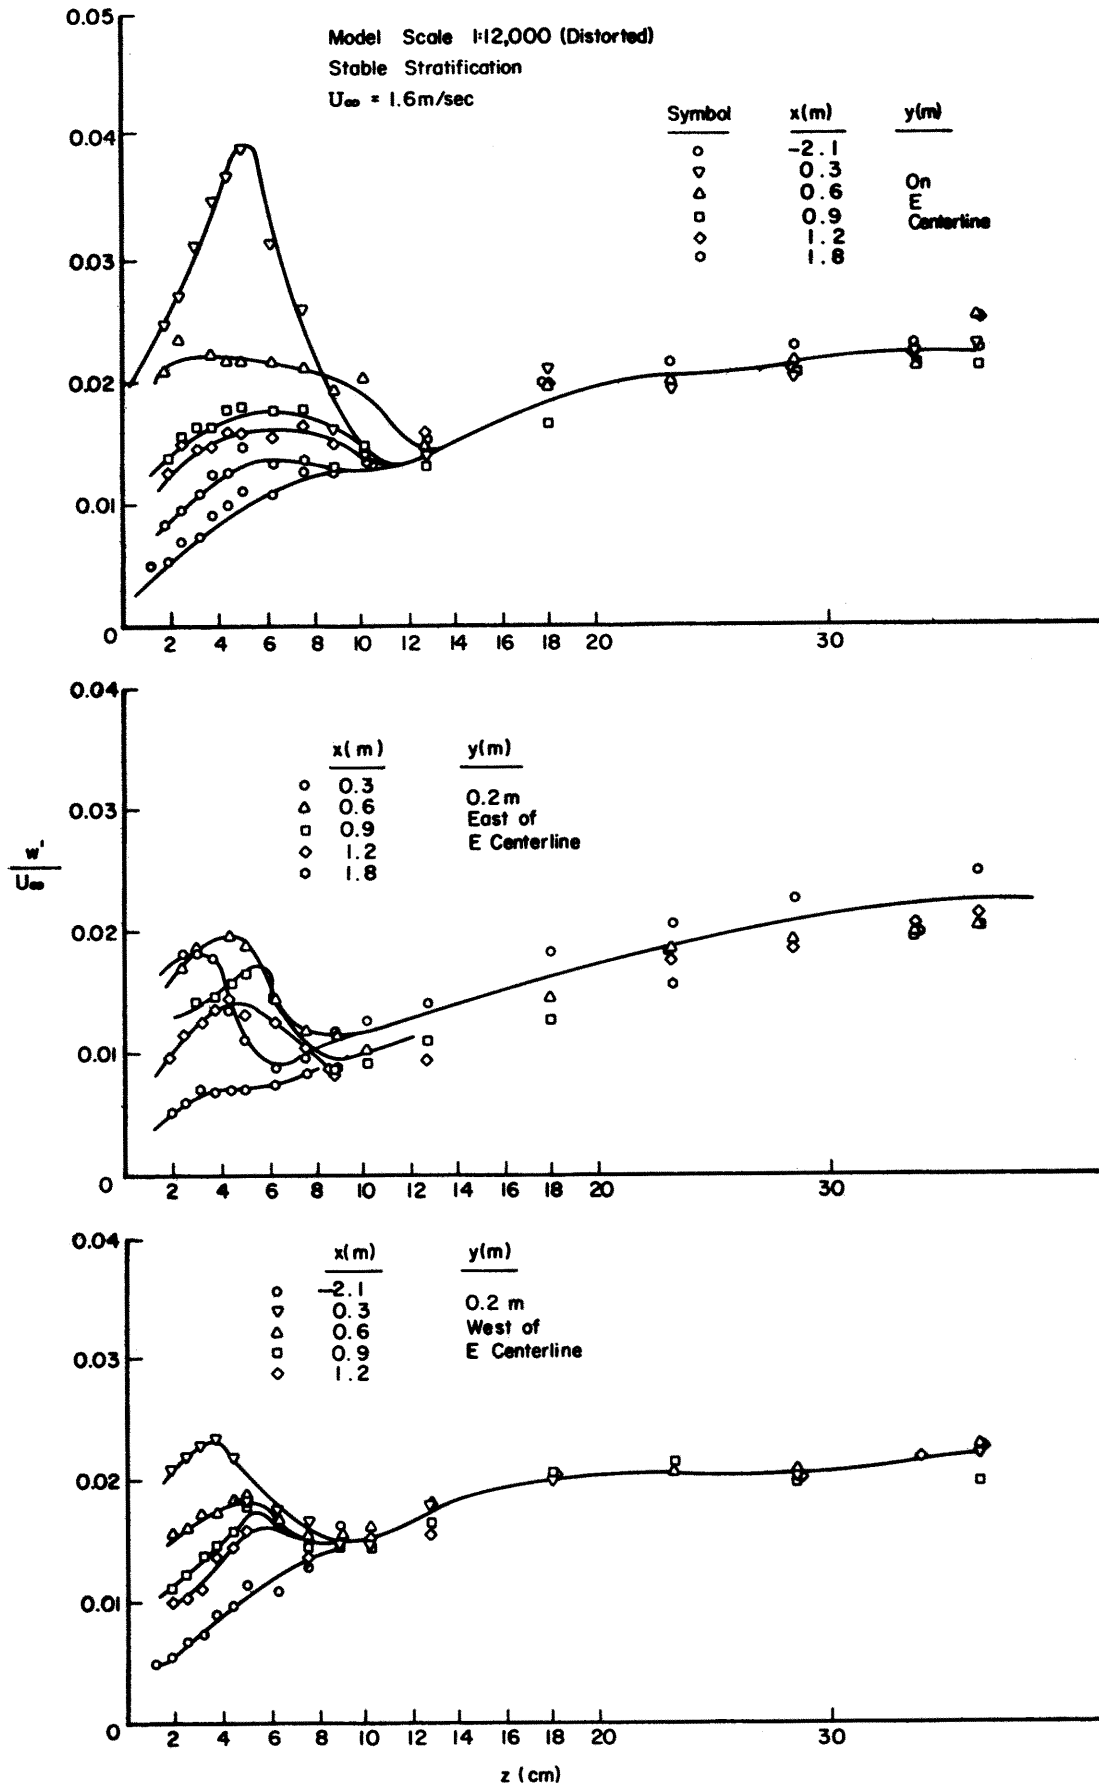 0.05
Model Scale 1:12,000 (Distorted)
Stable Stratification
U∞ = 1.6m/sec
Symbol x(m) y(m)
-2.1
0.3
0.6
0.9
1.2
1.8
On
E
Centerline
0.04
0.03
0.02
0.01
0
2 4 6 8 10 12 14 16 18 20 30
0.04
x(m) y(m)
0.3
0.6
0.9
1.2
1.8
0.2 m
East of
E Centerline
0.03
w'
U∞
0.02
0.01
0 0
2 4 6 8 10 12 14 16 18 20 30
0.04
x(m) y(m)
-2.1
0.3
0.6
0.9
1.2
0.2 m
West of
E Centerline
0.03
0.02
0.01
0
2 4 6 8 10 12 14 16 18 20 30
z (cm)